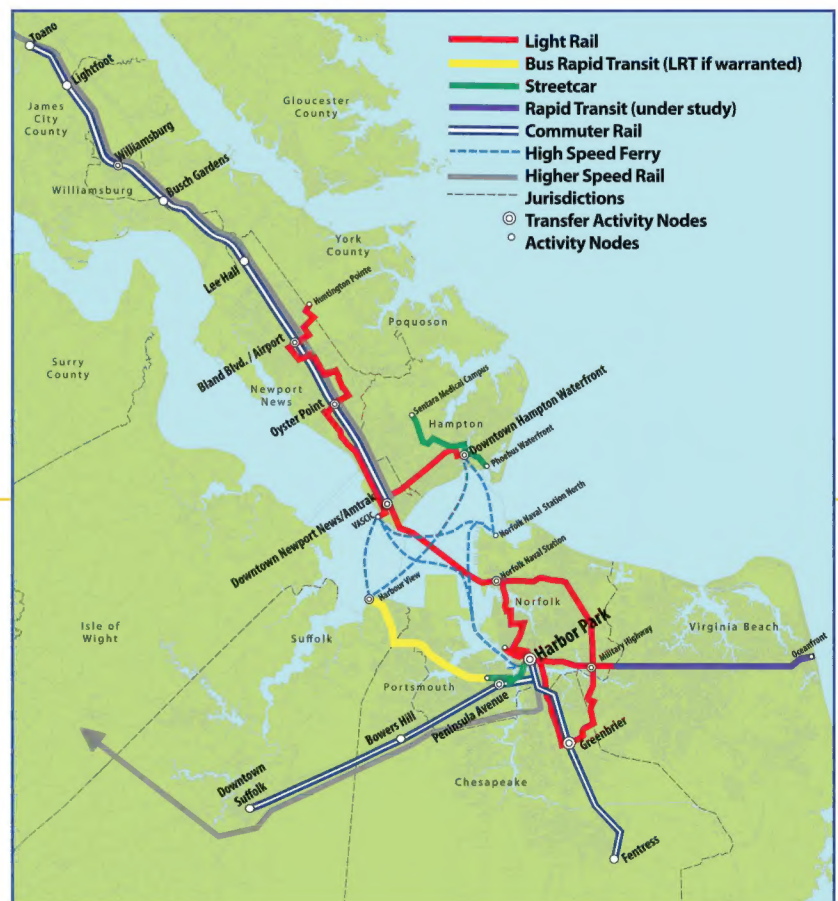 Toano
Lightfoot
James
City
County
Gloucester
County
Light Rail
Bus Rapid Transit (LRT if warranted)
Streetcar
Rapid Transit (under study)
Commuter Rail
High Speed Ferry
Higher Speed Rail
Jurisdictions
Transfer Activity Nodes
Activity Nodes
Williamsburg
Williamsburg
Busch Gardens
York
County
Lee Hall
Huntington Pointe
Poquoson
Surry
County
Bland Blvd. / Airport
Newport
News
Oyster Point
Sentara Medical Campus
Hampton
Downtown Hampton Waterfront
Phoebus Waterfront
Downtown Newport News/Amtrak
VASCIC
Norfolk Naval Station North
Norfolk Naval Station
Harbour View
Norfolk
Isle of
Wight
Suffolk
Virginia Beach
Harbor Park
Military Highway
Oceanfront
Portsmouth
Peninsula Avenue
Bowers Hill
Greenbrier
Downtown
Suffolk
Chesapeake
Fentress